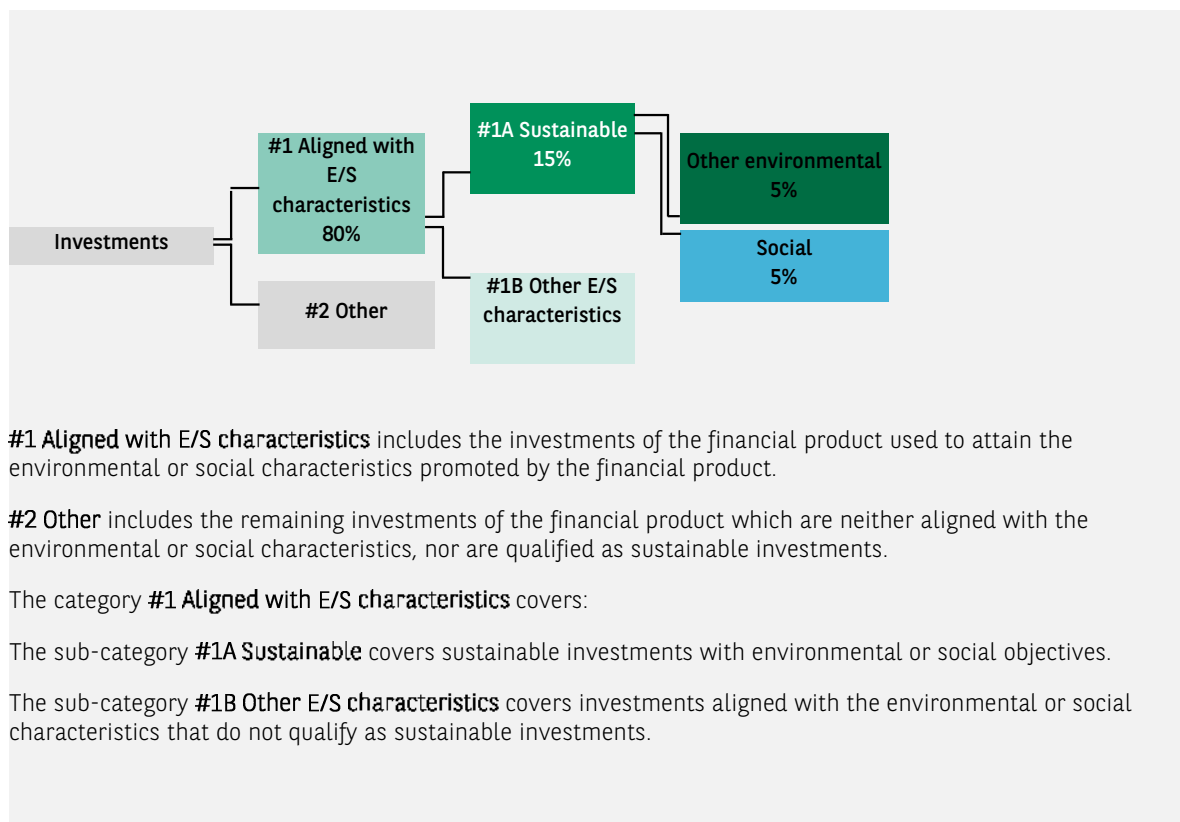 Investments
#1 Aligned with
E/S
characteristics
80%
#2 Other
#1A Sustainable
15%
#1B Other E/S
characteristics
Other environmental
5%
Social
5%
#1 Aligned with E/S characteristics includes the investments of the financial product used to attain the
environmental or social characteristics promoted by the financial product.
#2 Other includes the remaining investments of the financial product which are neither aligned with the
environmental or social characteristics, nor are qualified as sustainable investments.
The category #1 Aligned with E/S characteristics covers:
The sub-category #1A Sustainable covers sustainable investments with environmental or social objectives.
The sub-category #1B Other E/S characteristics covers investments aligned with the environmental or social
characteristics that do not qualify as sustainable investments.